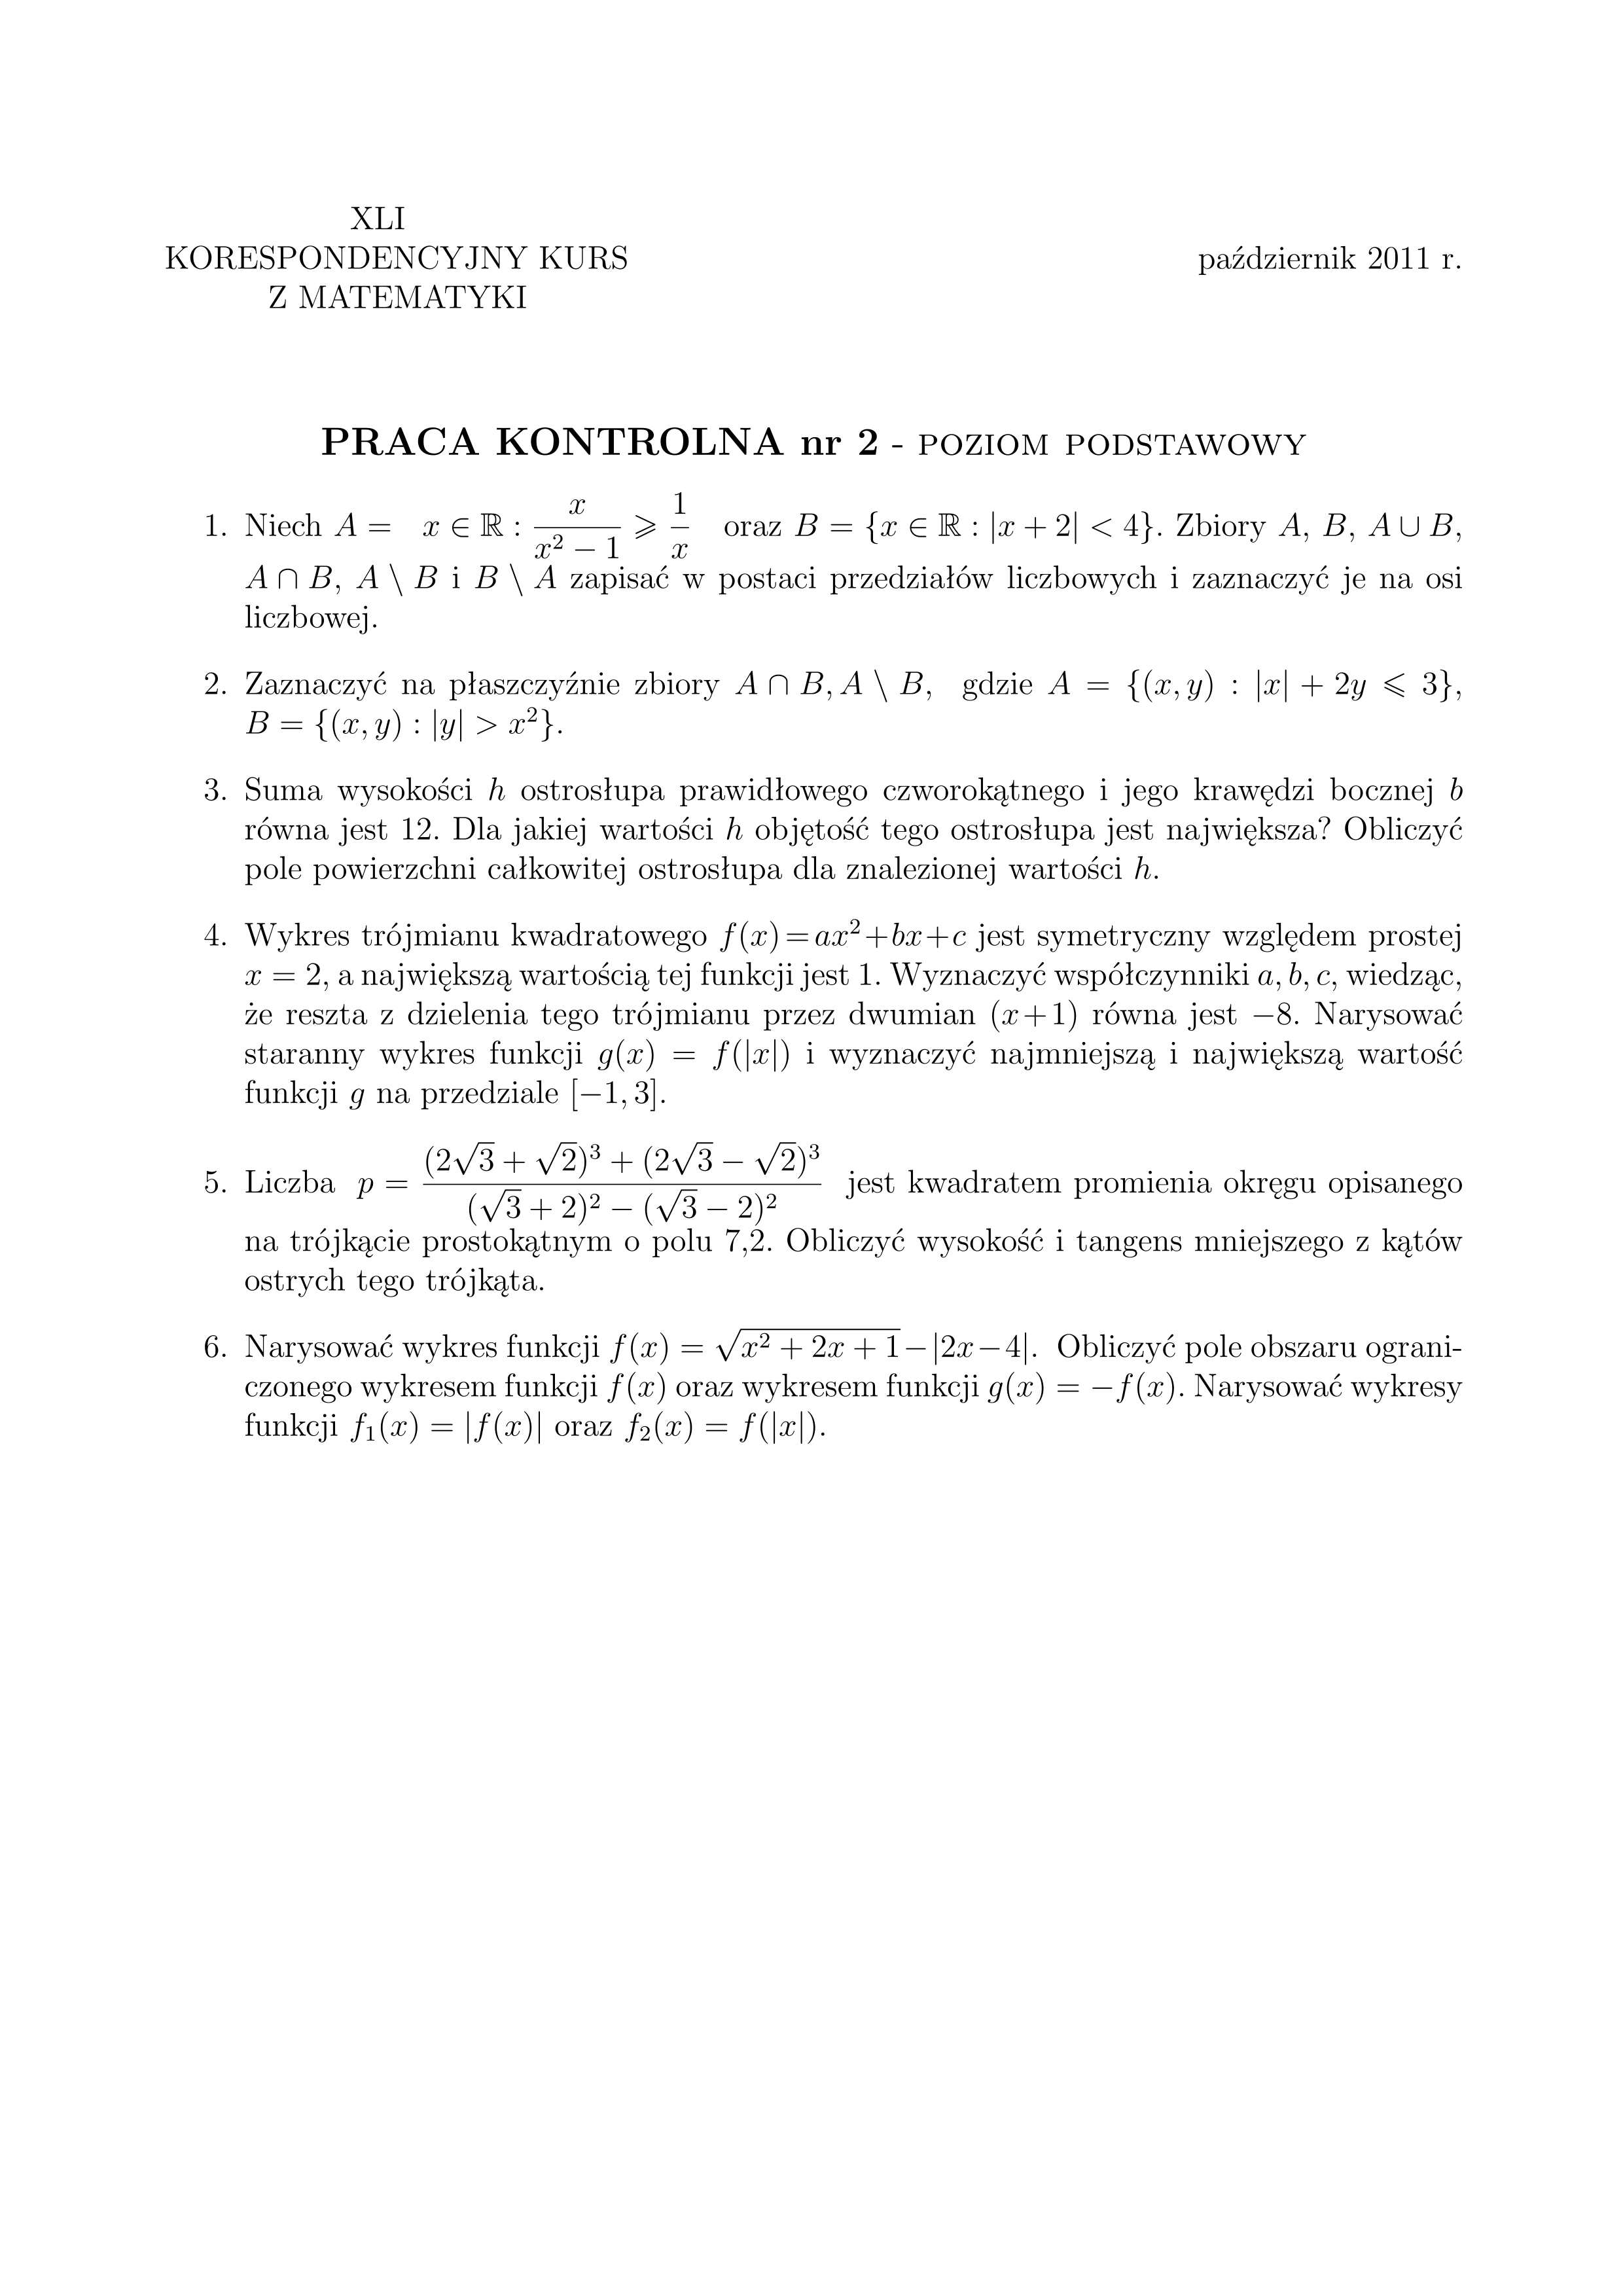 XLI
KORESPONDENCYJNY KURS
Z MATEMATYKI
październik 2011 r.
PRACA KONTROLNA nr 2 - POZIOM PODSTAWOWY
1. Niech $A = \ \ x \in \mathbb{R} : \frac{x}{x^2-1} \geqslant \frac{1}{x}$ oraz $B = \{x \in \mathbb{R} : |x+2| < 4\}$. Zbiory $A$, $B$, $A \cup B$,
$A \cap B$, $A \setminus B$ i $B \setminus A$ zapisać w postaci przedziałów liczbowych i zaznaczyć je na osi
liczbowej.
2. Zaznaczyć na płaszczyźnie zbiory $A \cap B, A \setminus B$, gdzie $A = \{(x,y) : |x| + 2y \leqslant 3\}$,
$B = \{(x,y) : |y| > x^2\}$.
3. Suma wysokości $h$ ostrosłupa prawidłowego czworokątnego i jego krawędzi bocznej $b$
równa jest 12. Dla jakiej wartości $h$ objętość tego ostrosłupa jest największa? Obliczyć
pole powierzchni całkowitej ostrosłupa dla znalezionej wartości $h$.
4. Wykres trójmianu kwadratowego $f(x) = ax^2 + bx + c$ jest symetryczny względem prostej
$x = 2$, a największą wartością tej funkcji jest 1. Wyznaczyć współczynniki $a, b, c$, wiedząc,
że reszta z dzielenia tego trójmianu przez dwumian $(x+1)$ równa jest $-8$. Narysować
staranny wykres funkcji $g(x) = f(|x|)$ i wyznaczyć najmniejszą i największą wartość
funkcji $g$ na przedziale $[-1, 3]$.
5. Liczba $p = \frac{(2\sqrt{3}+\sqrt{2})^3 + (2\sqrt{3}-\sqrt{2})^3}{(\sqrt{3}+2)^2 - (\sqrt{3}-2)^2}$ jest kwadratem promienia okręgu opisanego
na trójkącie prostokątnym o polu 7,2. Obliczyć wysokość i tangens mniejszego z kątów
ostrych tego trójkąta.
6. Narysować wykres funkcji $f(x) = \sqrt{x^2+2x+1} - |2x-4|$. Obliczyć pole obszaru ograni-
czonego wykresem funkcji $f(x)$ oraz wykresem funkcji $g(x) = -f(x)$. Narysować wykresy
funkcji $f_1(x) = |f(x)|$ oraz $f_2(x) = f(|x|)$.